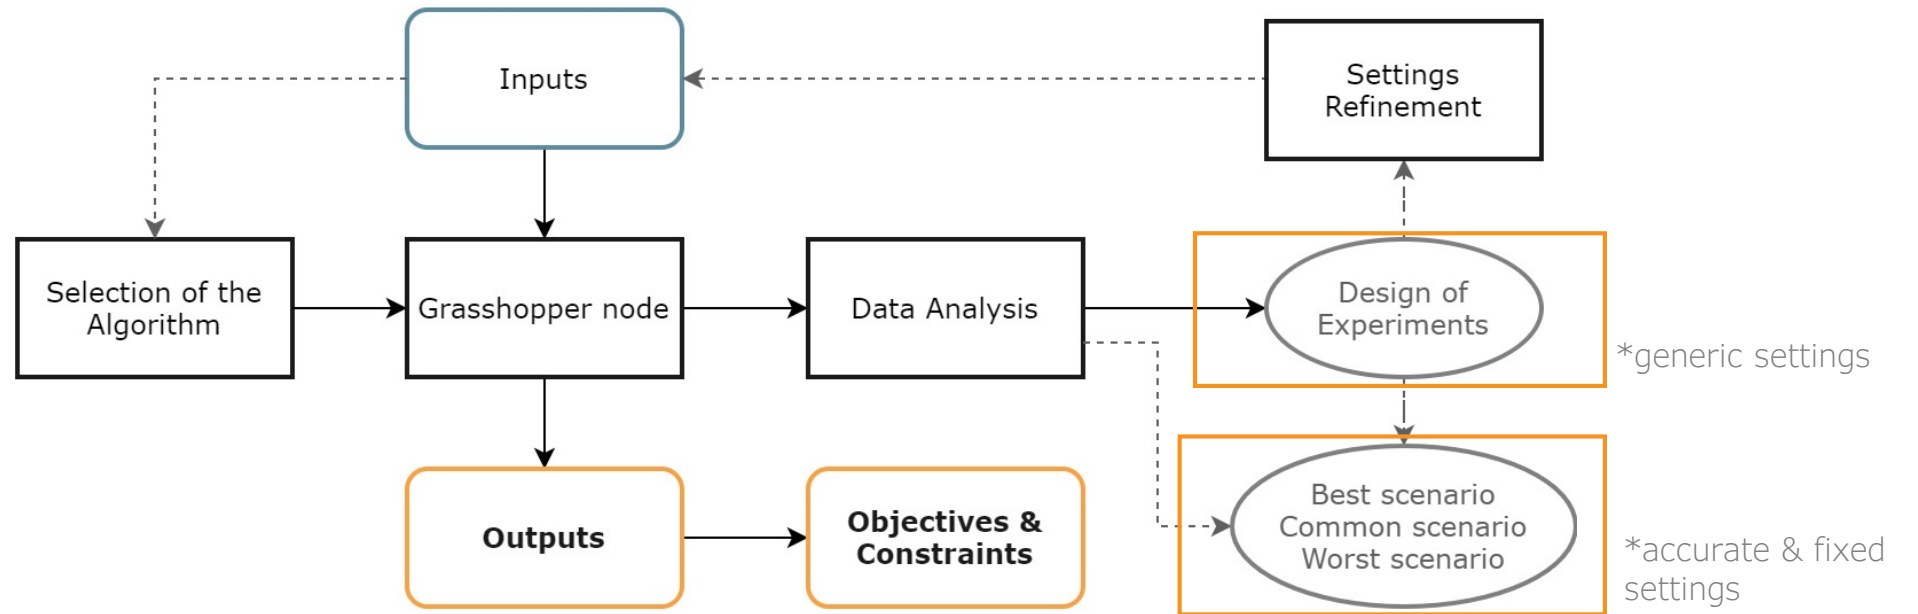 Inputs
Settings
Refinement
Selection of the
Algorithm
Grasshopper node
Data Analysis
Design of
Experiments
*generic settings
Outputs
Objectives &
Constraints
Best scenario
Common scenario
Worst scenario
*accurate & fixed
settings